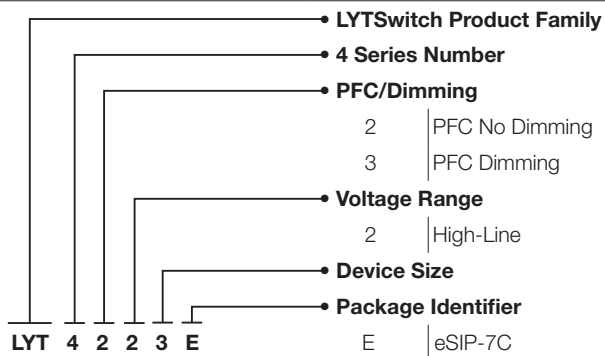 LYTSwitch Product Family
4 Series Number
PFC/Dimming
2 PFC No Dimming
3 PFC Dimming
Voltage Range
2 High-Line
Device Size
Package Identifier
LYT 4 2 2 3 E E eSIP-7C